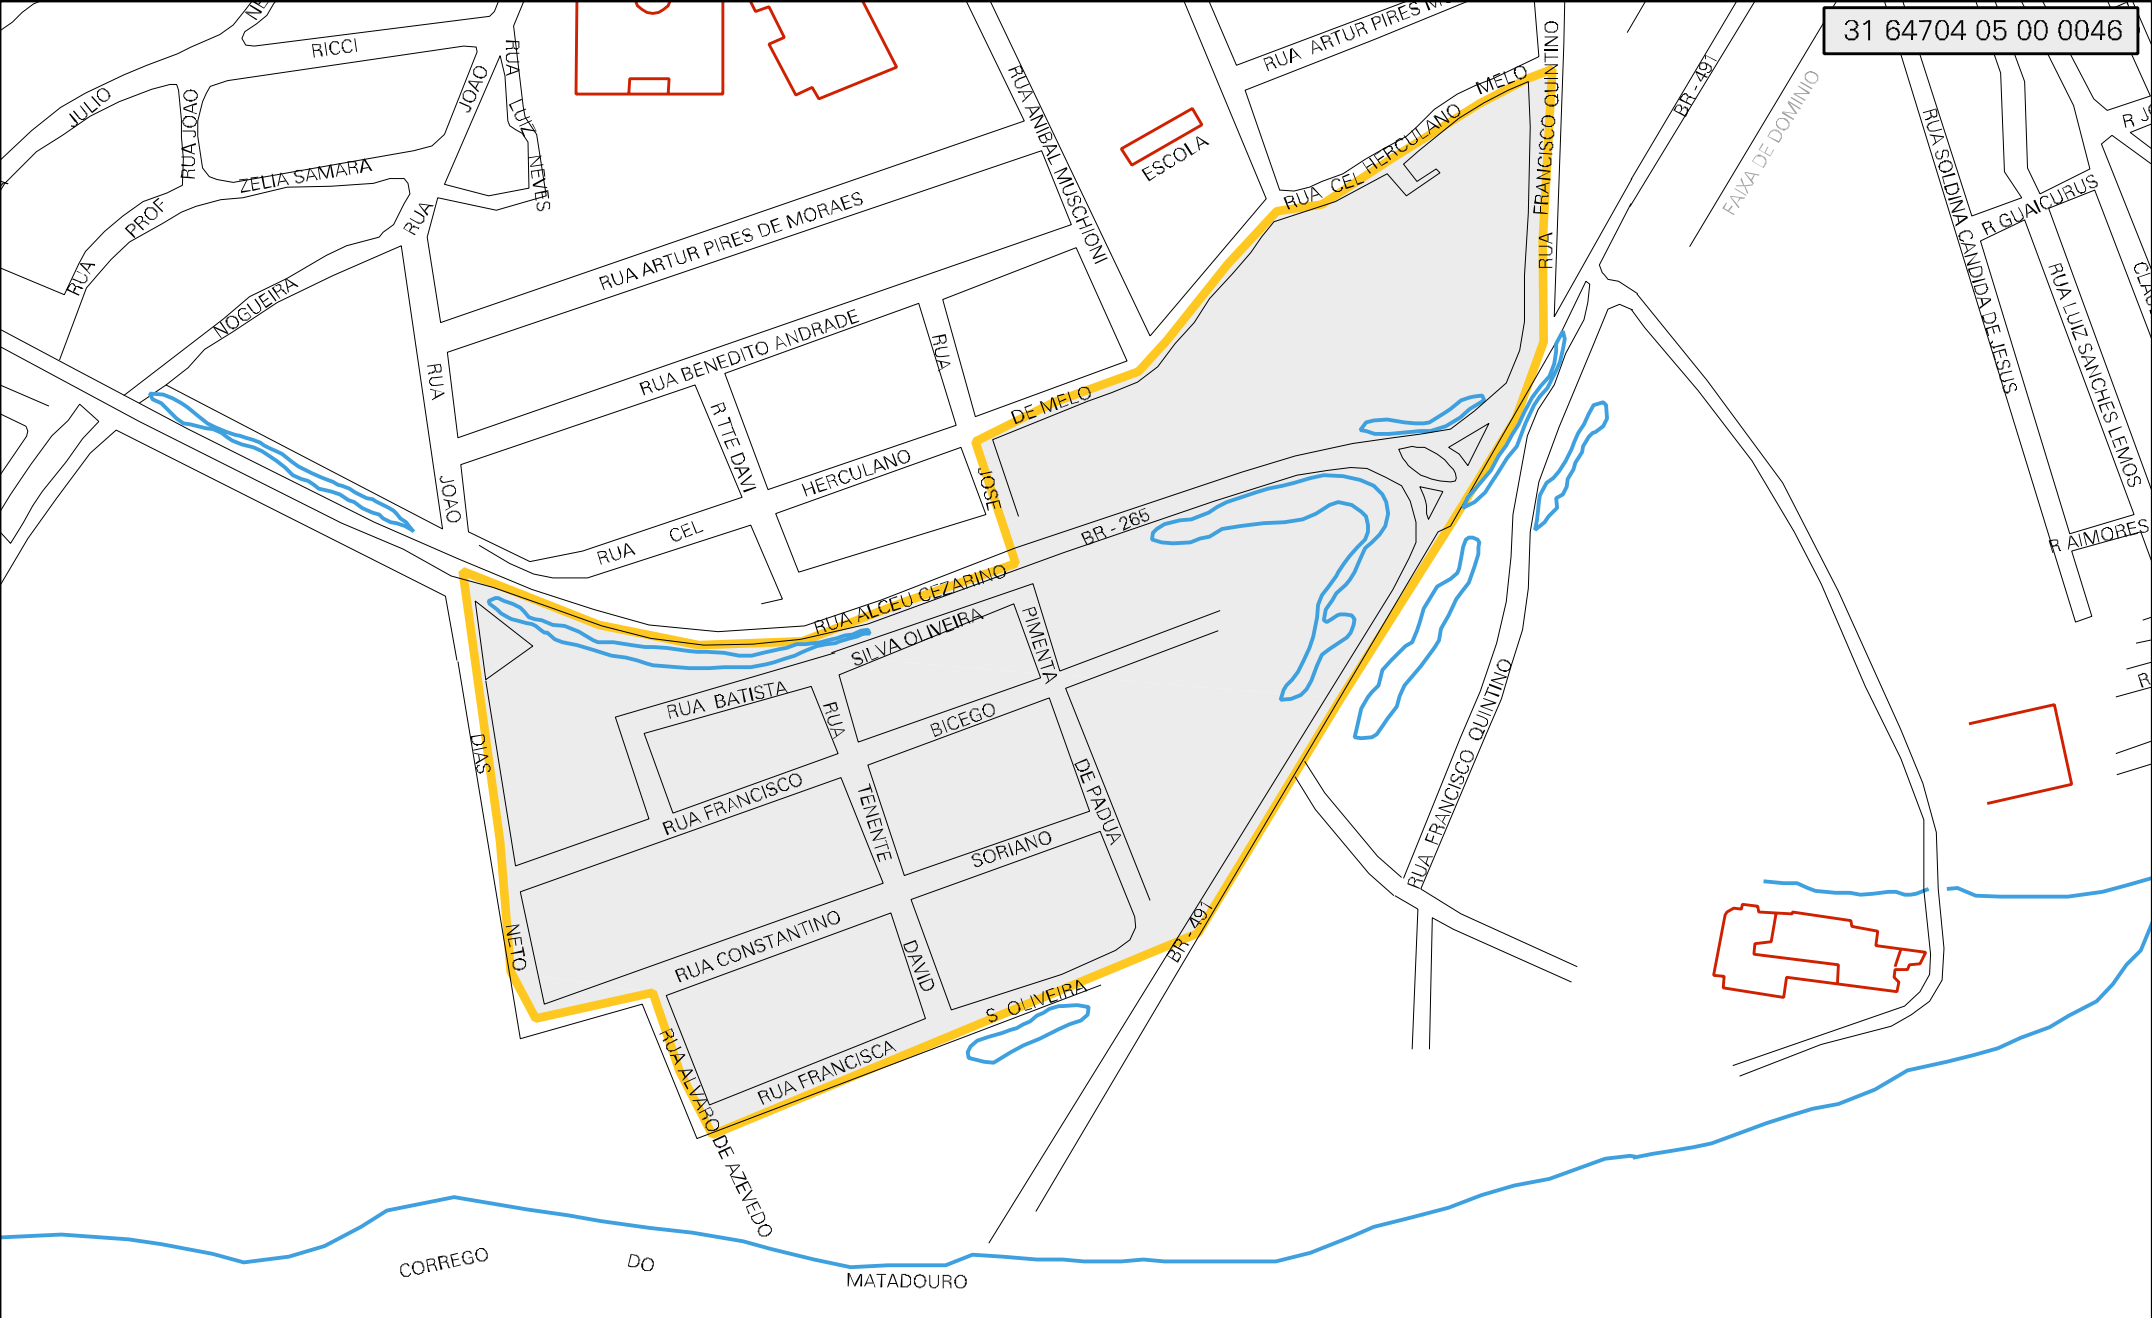 31 64704 05 00 0046
NE
RICCI
RUA LUIZ NEVES
JULIO
RUA JOAO
JOAO
ZELIA SAMARA
PROF
RUA
RUA
NOGUEIRA
RUA ARTUR PIRES DE MORAES
RUA ANIBAL MUSCHIONI
ESCOLA
RUA ARTUR PIRES
RUA CEL HERCULANO MELO
RUA FRANCISCO QUINTINO
BR - 491
FAIXA DE DOMINIO
RUA SOLDINA CANDIDA DE JESUS
R GUAICURUS
RUA LUIZ SANCHES LEMOS
R AIMORES
RUA BENEDITO ANDRADE
RUA
RUA
R TTE DAVI
DE MELO
HERCULANO
JOSE
JOAO
RUA CEL
BR - 265
RUA ALCEU CEZARINO
SILVA OLIVEIRA
PIMENTA
RUA BATISTA
RUA
BICEGO
DIAS
RUA FRANCISCO
TENENTE
DE PADUA
SORIANO
RUA FRANCISCO QUINTINO
RUA CONSTANTINO
NETO
DAVID
BR - 491
S OLIVEIRA
RUA FRANCISCA
RUA ALVARO DE AZEVEDO
CORREGO DO MATADOURO